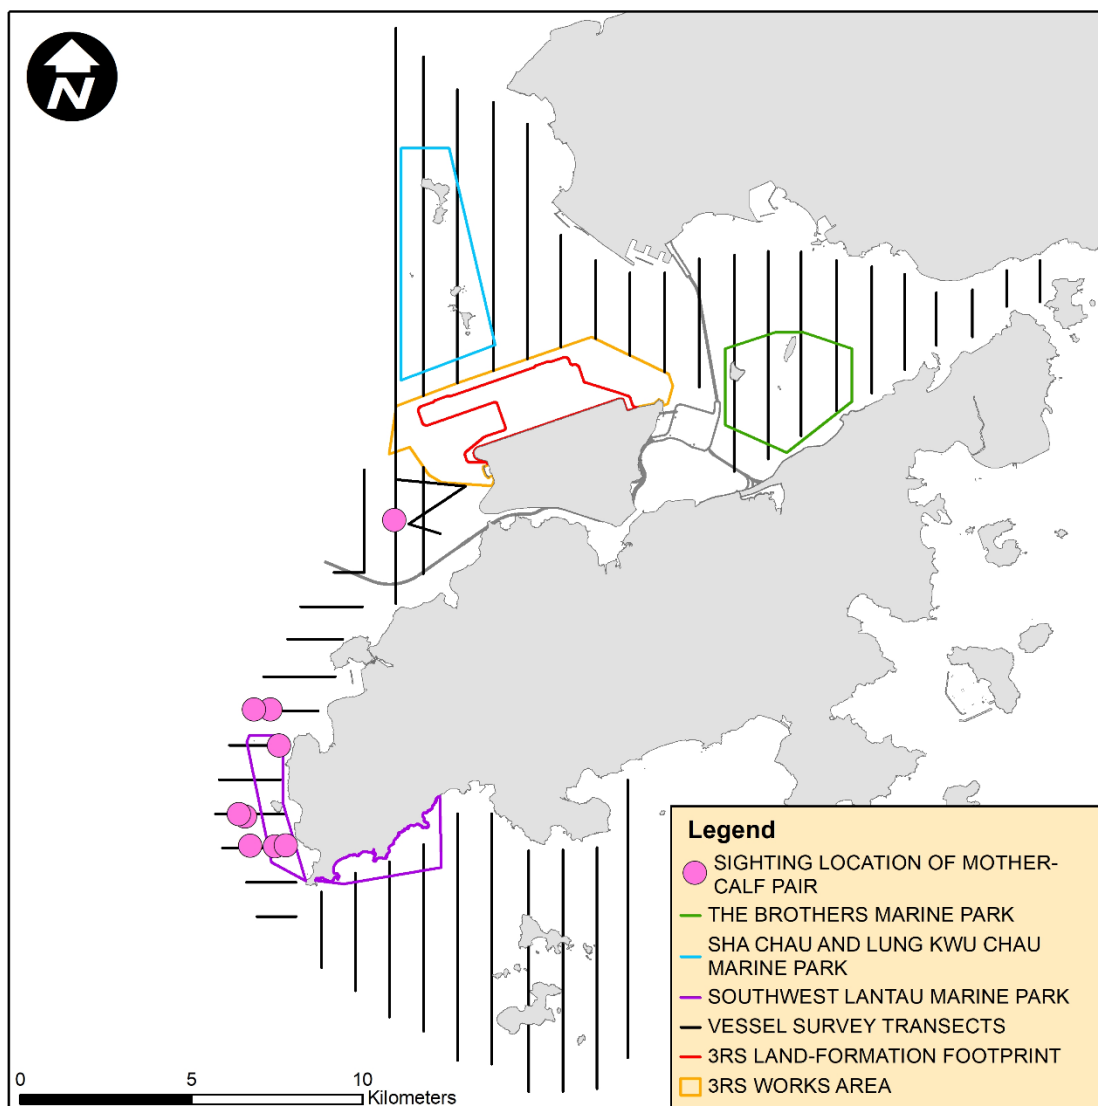 N
Legend
SIGHTING LOCATION OF MOTHER-
CALF PAIR
THE BROTHERS MARINE PARK
SHA CHAU AND LUNG KWU CHAU
MARINE PARK
SOUTHWEST LANTAU MARINE PARK
VESSEL SURVEY TRANSECTS
3RS LAND-FORMATION FOOTPRINT
3RS WORKS AREA
0 5 10
Kilometers